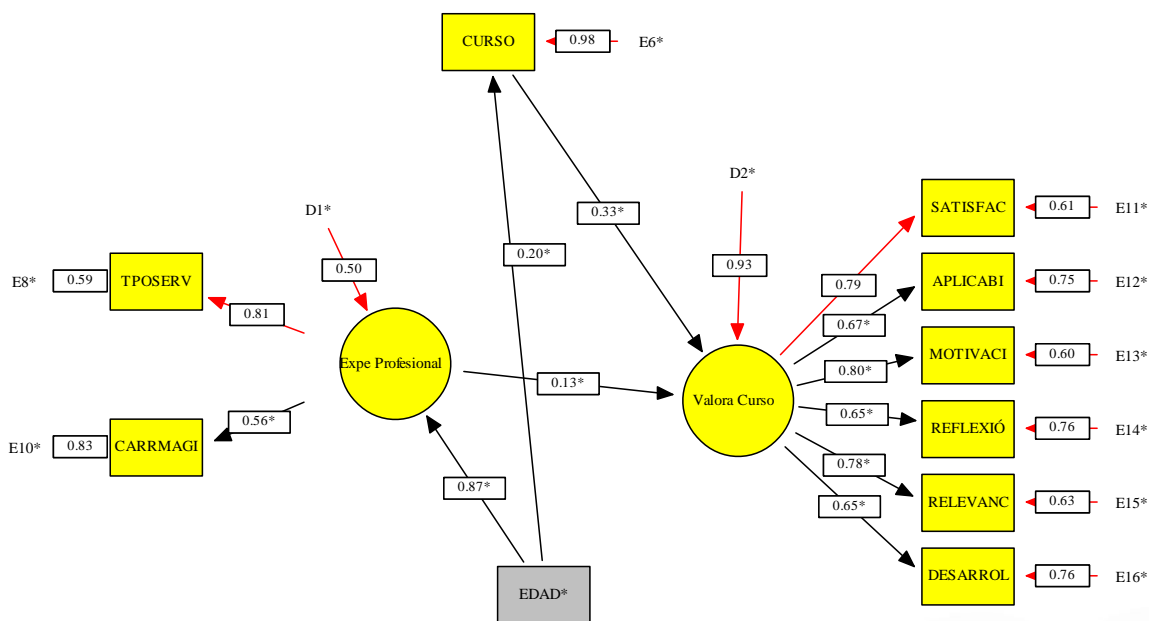 CURSO
0.98
E6*
D2*
SATISFAC
0.61
E11*
D1*
0.33*
0.20*
E8*
0.59
TPOSERV
0.50
0.93
0.79
APLICABI
0.75
E12*
0.81
0.67*
MOTIVACI
0.60
E13*
Expe Profesional
0.13*
Valora Curso
0.80*
0.56*
0.65*
REFLEXIÓ
0.76
E14*
E10*
0.83
CARRMAGI
0.78*
0.87*
0.65*
RELEVANC
0.63
E15*
EDAD*
DESARROL
0.76
E16*